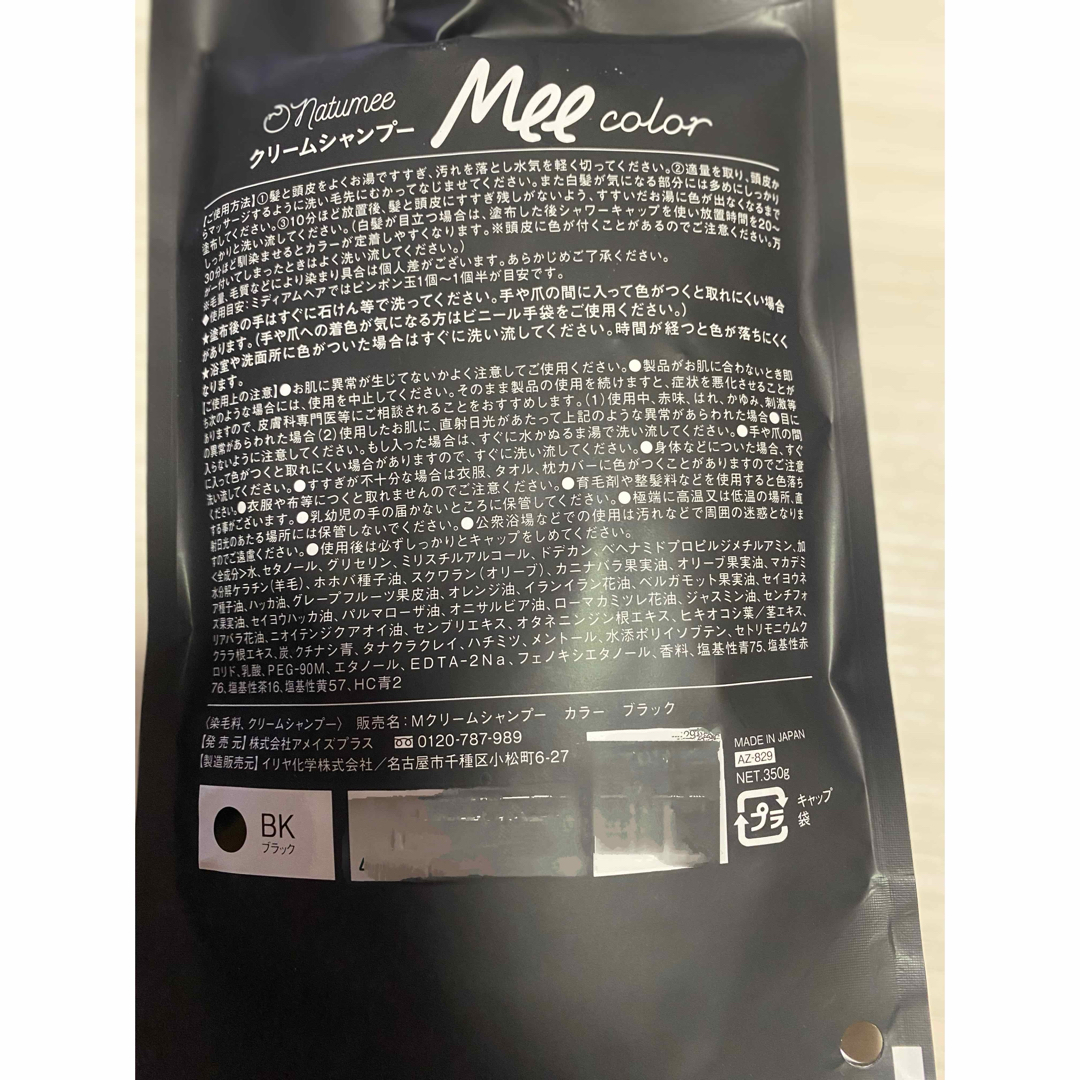 Natumee
クリームシャンプー
Mee color
【ご使用方法】①髪と頭皮をよくお湯ですすぎ、汚れを落とし水気を軽く切ってください。②適量を取り、頭皮か
らマッサージするように洗い毛先にむかってなじませてください。また白髪が気になる部分には多めにしっかり
塗布してください。③10分ほど放置後、髪と頭皮にすすぎ残しがないよう、すすいだお湯に色が出なくなるまで
しっかりと洗い流してください。(白髪が目立つ場合は、塗布した後シャワーキャップを使い放置時間を20〜
30分ほど馴染ませるとカラーが定着しやすくなります。※頭皮に色が付くことがあるのでご注意ください。万
が一付いてしまったときはよく洗い流してください。)
※毛量、毛質などにより染まり具合は個人差がございます。あらかじめご了承ください。
◆使用目安：ミディアムヘアではピンポン玉1個〜1個半が目安です。
★塗布後の手はすぐに石けん等で洗ってください。手や爪の間に入って色がつくと取れにくい場合
があります。(手や爪への着色が気になる方はビニール手袋をご使用ください。)
★浴室や洗面所に色がついた場合はすぐに洗い流してください。時間が経つと色が落ちにくく
なります。
【ご使用上の注意】●お肌に異常が生じてないかよく注意してご使用ください。●製品がお肌に合わないとき即
ち次のような場合には、使用を中止してください。そのまま製品の使用を続けますと、症状を悪化させることが
ありますので、皮膚科専門医等にご相談されることをおすすめします。(1)使用中、赤味、はれ、かゆみ、刺激等
の異常があらわれた場合(2)使用したお肌に、直射日光があたって上記のような異常があらわれた場合●目に
入らないように注意してください。もし入った場合は、すぐに水かぬるま湯で洗い流してください。●手や爪の間
に入って色がつくと取れにくい場合がありますので、すぐに洗い流してください。●身体などについた場合、すぐ
洗い流してください。●すすぎが不十分な場合は衣服、タオル、枕カバーに色がつくことがありますのでご注意
ください。●衣服や布等につくと取れませんのでご注意ください。●育毛剤や整髪料などを使用すると色落ち
する事がございます。●乳幼児の手の届かないところに保管してください。●極端に高温又は低温の場所、直
射日光のあたる場所には保管しないでください。●公衆浴場などでの使用は汚れなどで周囲の迷惑となりま
すのでご遠慮ください。●使用後は必ずしっかりとキャップをしめてください。
〈全成分〉水、セタノール、グリセリン、ミリスチルアルコール、ドデカン、ベヘナミドプロピルジメチルアミン、加
水分解ケラチン(羊毛)、ホホバ種子油、スクワラン(オリーブ)、カニナバラ果実油、オリーブ果実油、マカデミ
ア種子油、ハッカ油、グレープフルーツ果皮油、オレンジ油、イランイラン花油、ベルガモット果実油、セイヨウネ
ズ果実油、セイヨウハッカ油、パルマローザ油、オニサルビア油、ローマカミツレ花油、ジャスミン油、センチフォ
リアバラ花油、ニオイテンジクアオイ油、センブリエキス、オタネニンジン根エキス、ヒキオコシ葉/茎エキス、
クララ根エキス、炭、クチナシ青、タナクラクレイ、ハチミツ、メントール、水添ポリイソブテン、セトリモニウムク
ロリド、乳酸、PEG-90M、エタノール、EDTA-2Na、フェノキシエタノール、香料、塩基性青75、塩基性赤
76、塩基性茶16、塩基性黄57、HC青2
〈染毛料、クリームシャンプー〉 販売名：Mクリームシャンプー カラー ブラック
【発売元】株式会社アメイズプラス 0120-787-989
【製造販売元】イリヤ化学株式会社／名古屋市千種区小松町6-27
MADE IN JAPAN
AZ-829
NET.350g
プラ
キャップ
袋
BK
ブラック